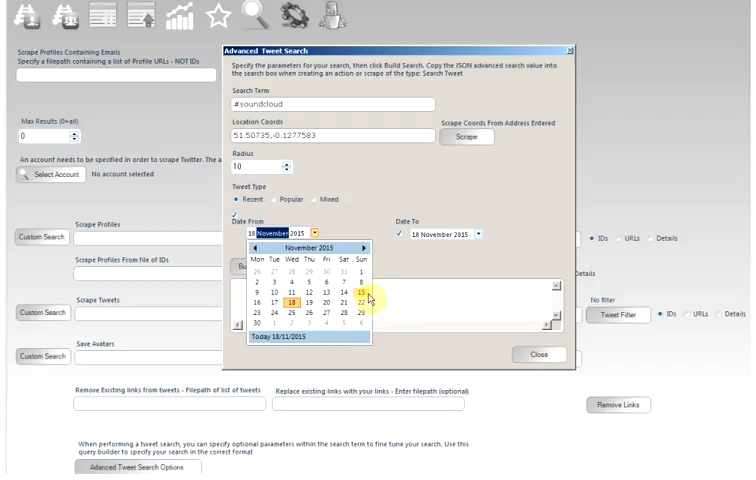 Scrape Profiles Containing Emails
Specify a filepath containing a list of Profile URLs - NOT IDs
Max Results (0=all)
0
An account needs to be specified in order to scrape Twitter. The a
Select Account
No account selected
Scrape Profiles
Custom Search
IDs URLs Details
Scrape Profiles From file of IDs
Details
Scrape Tweets
No filter
Custom Search
Tweet Filter
IDs URLs Details
Save Avatars
Custom Search
Remove Existing links from tweets - Filepath of list of tweets
Replace existing links with your links - Enter filepath (optional)
Remove Links
When performing a tweet search, you can specify optional parameters within the search term to fine tune your search. Use this
query builder to specify your search in the correct format
Adanced Tweet Search Options
Advanced Tweet Search
Specify the parameters for your search, then click Build Search. Copy the JSON advanced search value into
the search box when creating an action or scrape of the type: Search Tweet
Search Term
#soundcloud
Location Coords
51.50735,-0.1277583
Scrape Coords From Address Entered
Scrape
Radius
10
Tweet Type
Recent Popular Mixed
Date From
18 November 2015
Date To
18 November 2015
November 2015
Mon Tue Wed Thu Fri Sat Sun
26 27 28 29 30 31 1
2 3 4 5 6 7 8
9 10 11 12 13 14 15
16 17 18 19 20 21 22
23 24 25 26 27 28 29
30 1 2 3 4 5 6
Today 18/11/2015
Bu
Close